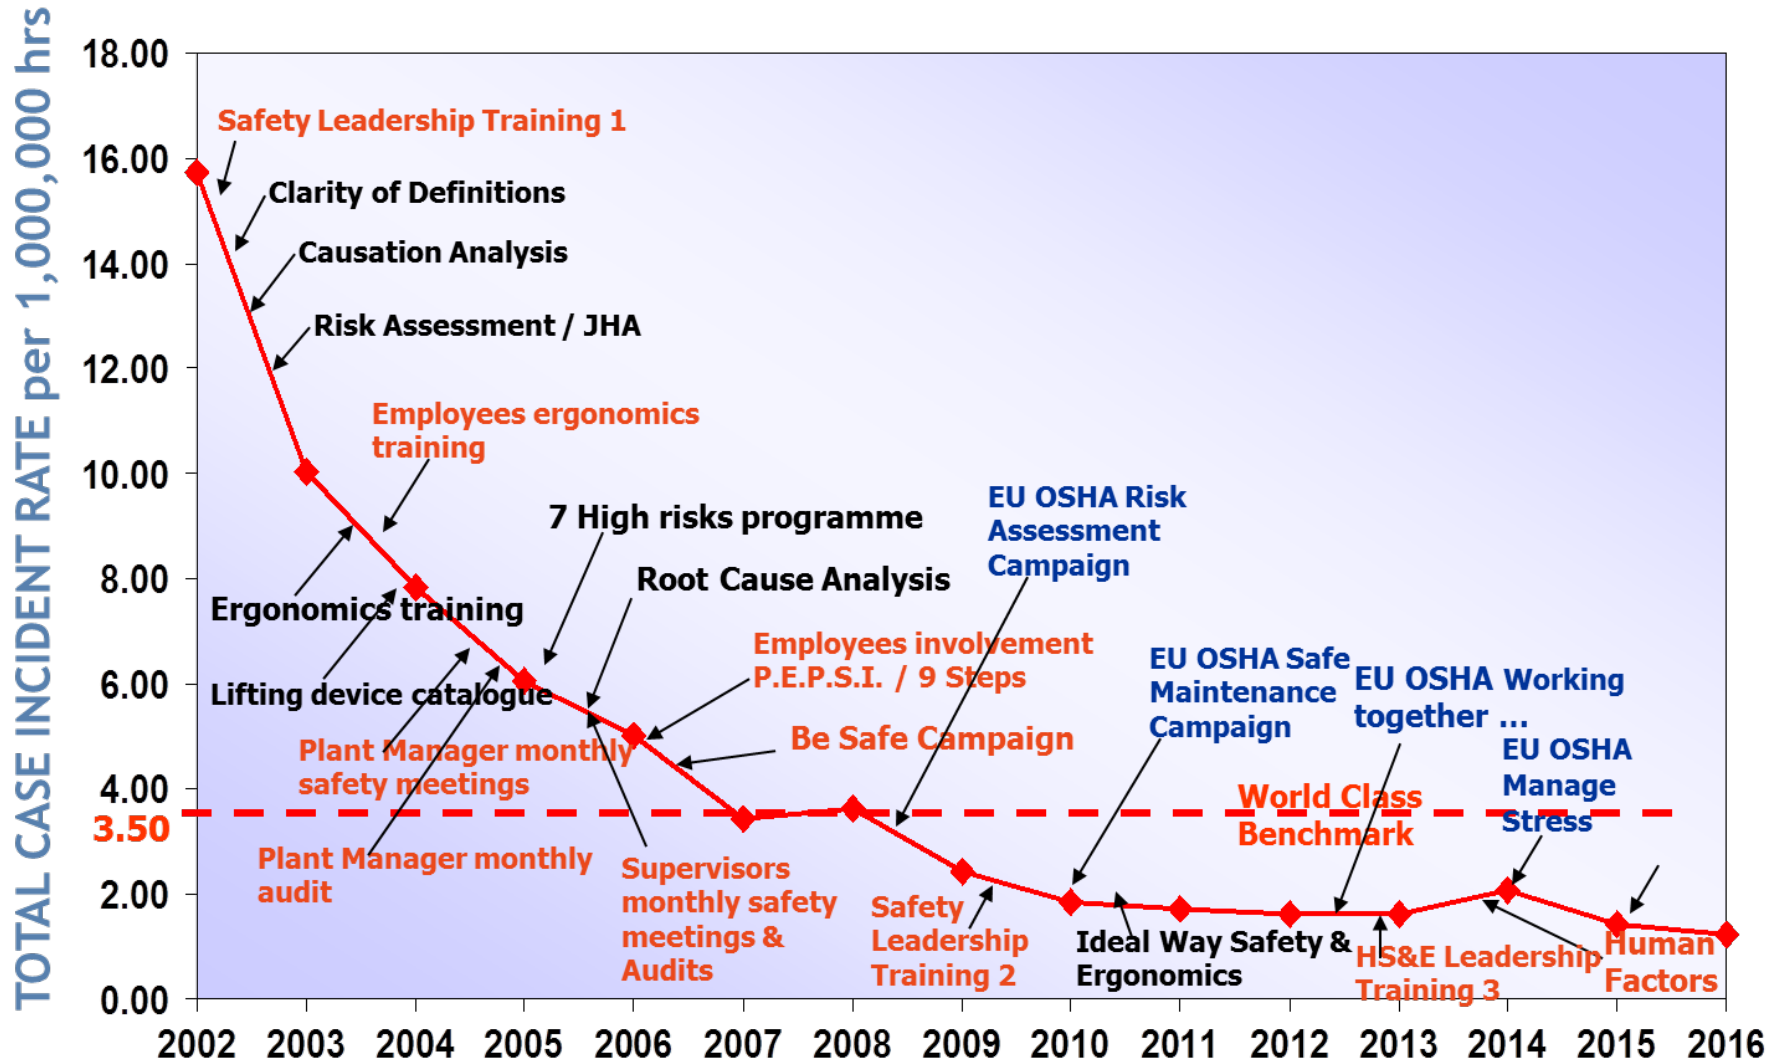 TOTAL CASE INCIDENT RATE per 1,000,000 hrs
18.00
16.00
14.00
12.00
10.00
8.00
6.00
4.00
3.50
2.00
0.00
Safety Leadership Training 1
Clarity of Definitions
Causation Analysis
Risk Assessment / JHA
Employees ergonomics
training
Ergonomics training
Lifting device catalogue
Plant Manager monthly
safety meetings
Plant Manager monthly
audit
7 High risks programme
Root Cause Analysis
Supervisors
monthly safety
meetings &
Audits
Employees involvement
P.E.P.S.I. / 9 Steps
Be Safe Campaign
EU OSHA Risk
Assessment
Campaign
Safety
Leadership
Training 2
EU OSHA Safe
Maintenance
Campaign
Ideal Way Safety &
Ergonomics
World Class
Benchmark
EU OSHA Working
together ...
HS&E Leadership
Training 3
EU OSHA
Manage
Stress
Human
Factors
2002 2003 2004 2005 2006 2007 2008 2009 2010 2011 2012 2013 2014 2015 2016